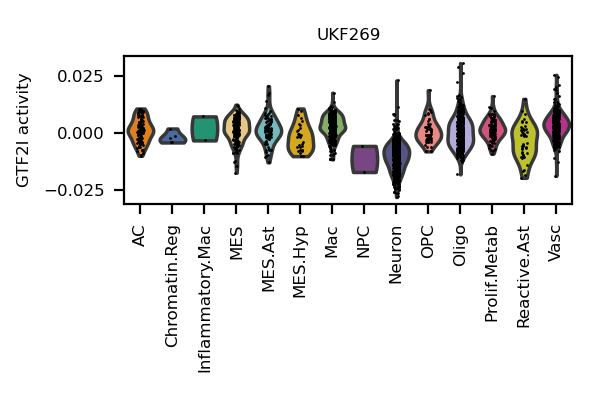 UKF269
GTF2I activity
0.025
0.000
−0.025
AC
Chromatin.Reg
Inflammatory.Mac
MES
MES.Ast
MES.Hyp
Mac
NPC
Neuron
OPC
Oligo
Prolif.Metab
Reactive.Ast
Vasc